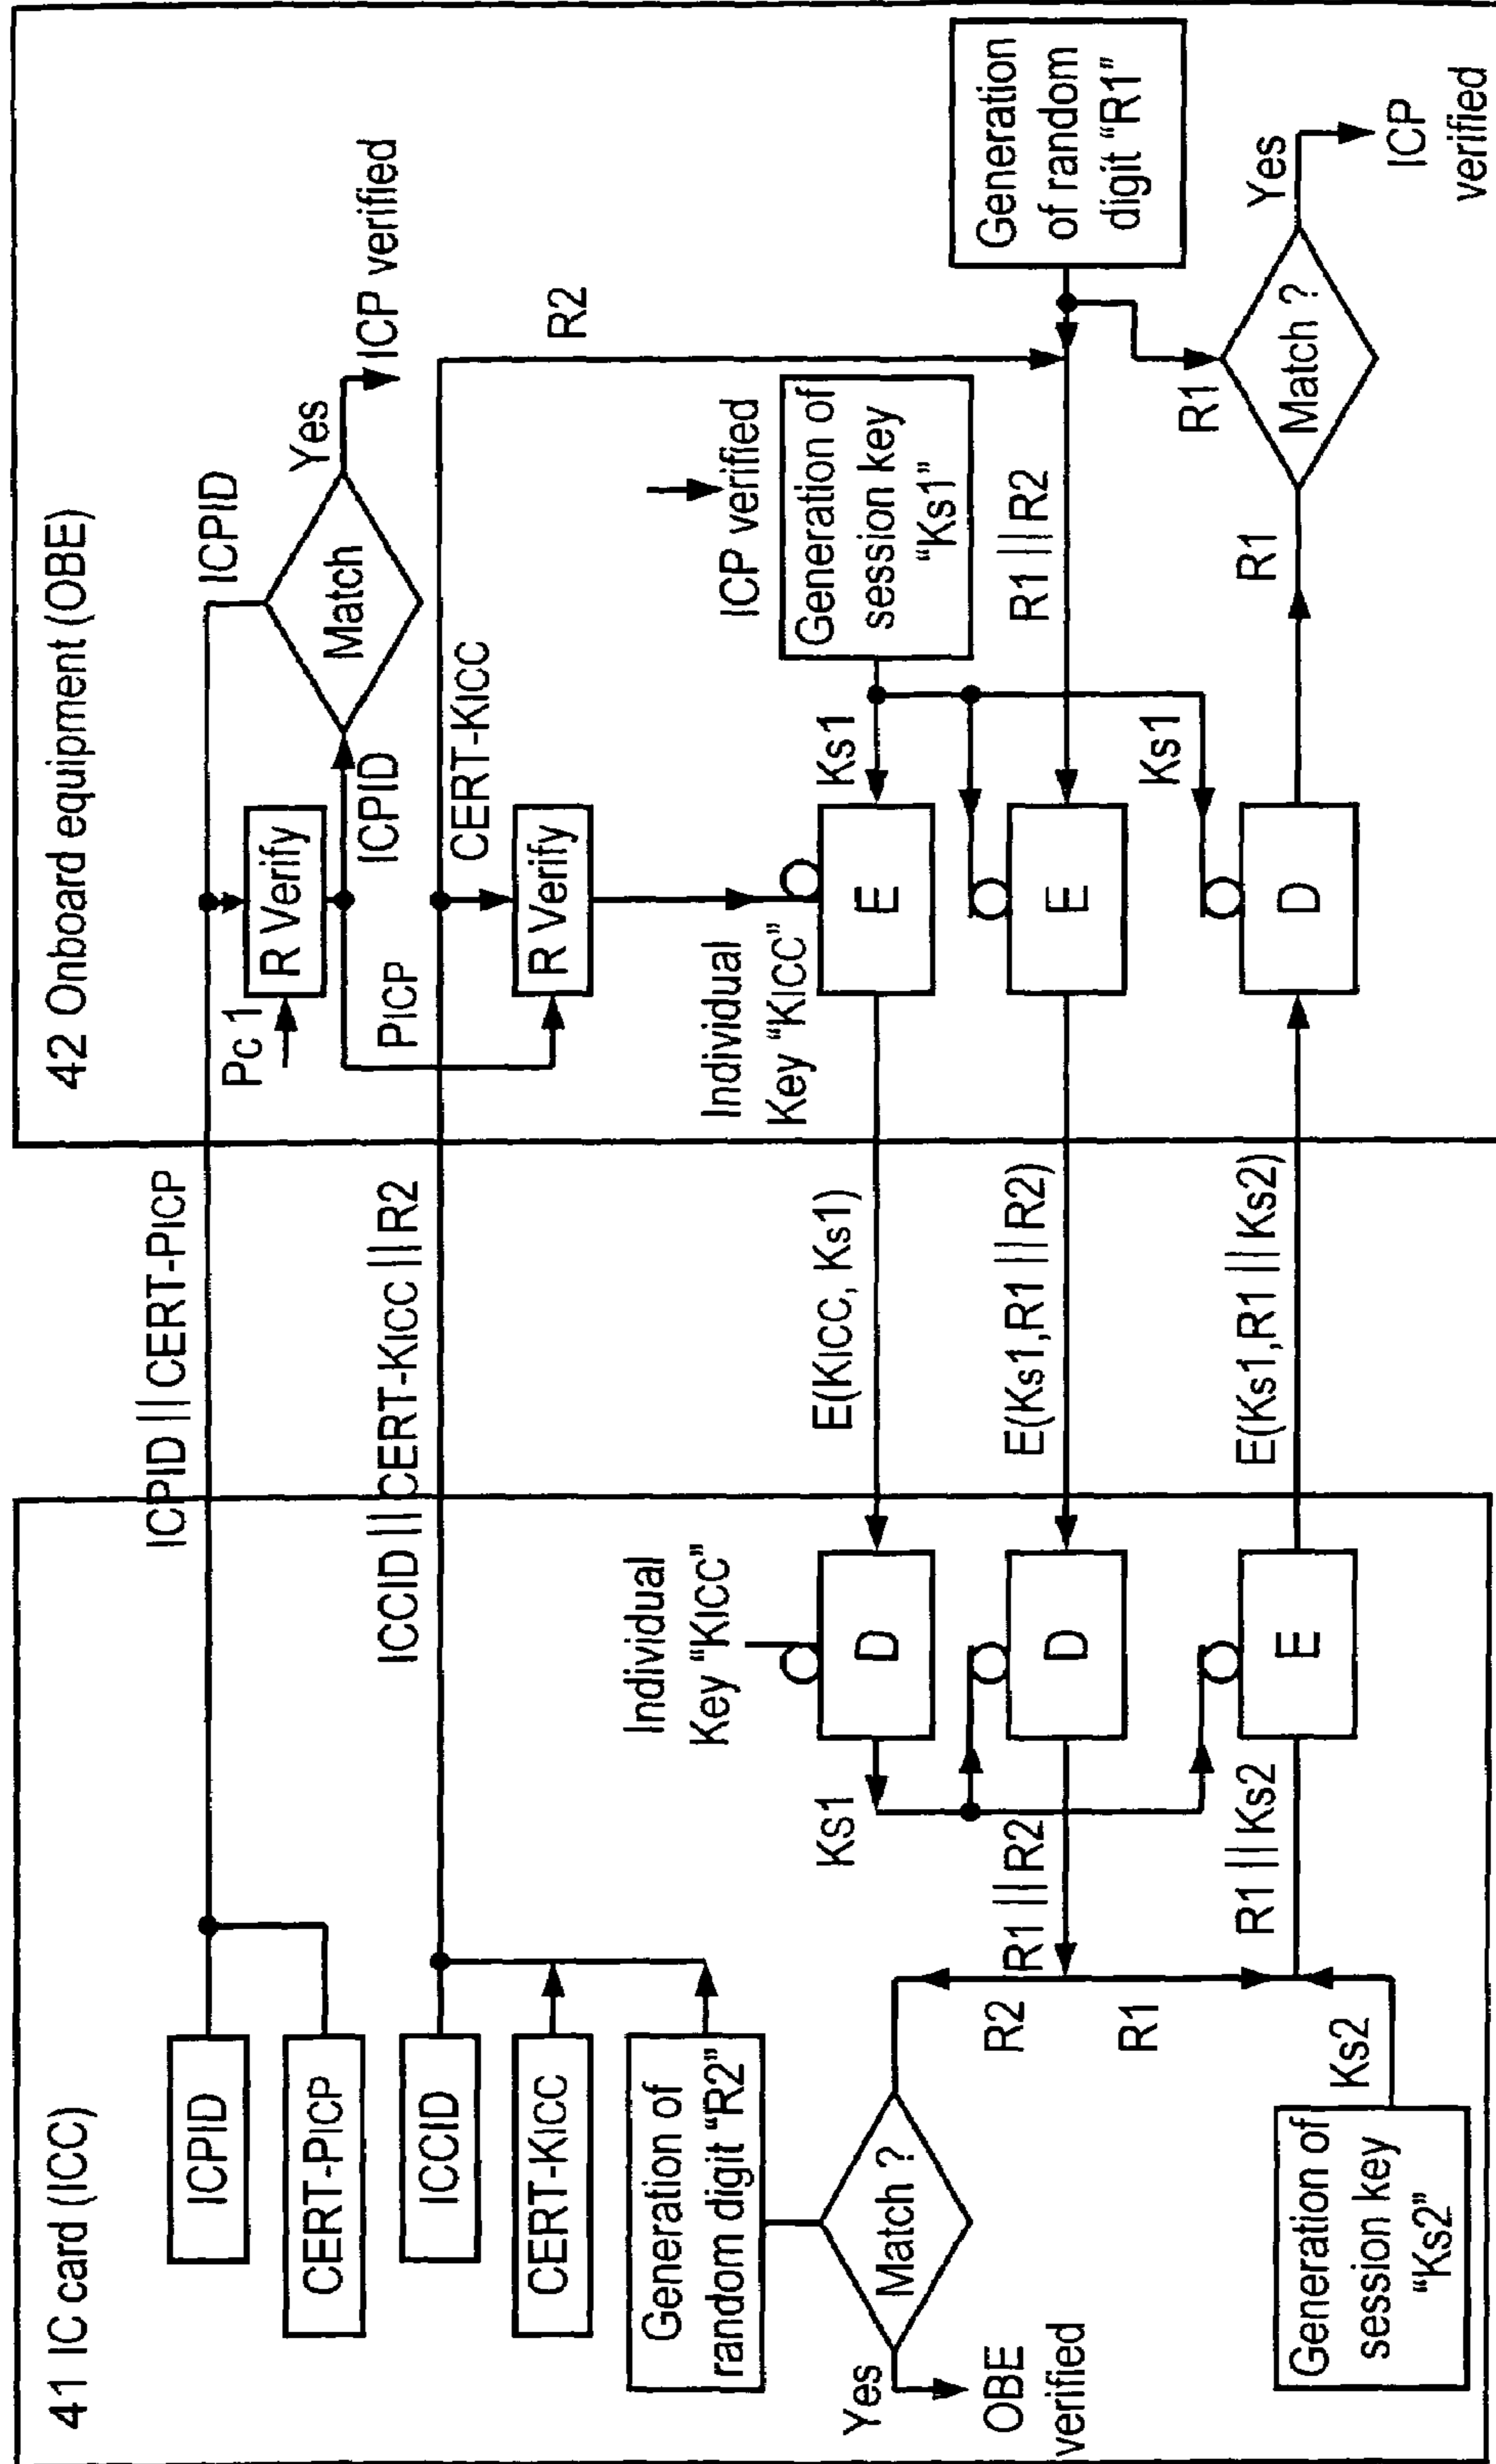 41 IC card (ICC)
ICPID
CERT-PICP
ICCID
CERT-KICC
Generation of
random digit “R2”
Match ?
Yes
OBE
verified
R2
R1
R1 || R2
Ks1
Individual
Key “KICC”
D
D
E
R1 || Ks2
Ks2
Generation of
session key
“Ks2”
ICPID || CERT-PICP
ICCID || CERT-KICC || R2
E(KICC, Ks1)
E(Ks1,R1 || R2)
E(Ks1,R1 || Ks2)
42 Onboard equipment (OBE)
Pc 1
R Verify
ICPID
ICPID
Match
Yes
ICP verified
PICP
CERT-KICC
R Verify
R2
Individual
Key “KICC”
E
E
D
Ks1
Ks1
ICP verified
Generation of
session key
“Ks1”
R1 || R2
Generation
of random
digit “R1”
R1
R1
Match ?
Yes
ICP
verified